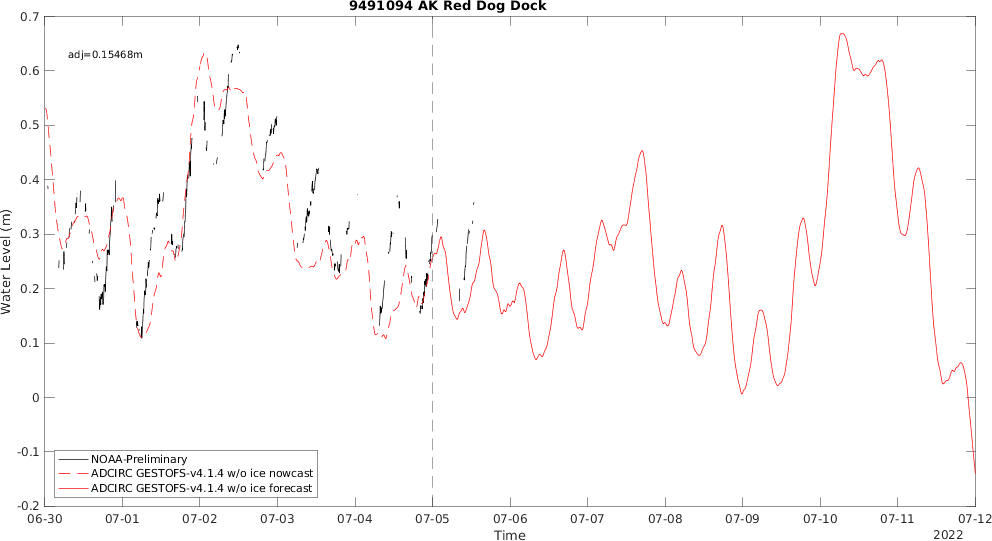 9491094 AK Red Dog Dock
adj=0.15468m
Water Level (m)
0.7
0.6
0.5
0.4
0.3
0.2
0.1
0
-0.1
-0.2
NOAA-Preliminary
ADCIRC GESTOFS-v4.1.4 w/o ice nowcast
ADCIRC GESTOFS-v4.1.4 w/o ice forecast
06-30 07-01 07-02 07-03 07-04 07-05 07-06 07-07 07-08 07-09 07-10 07-11 07-12
Time
2022